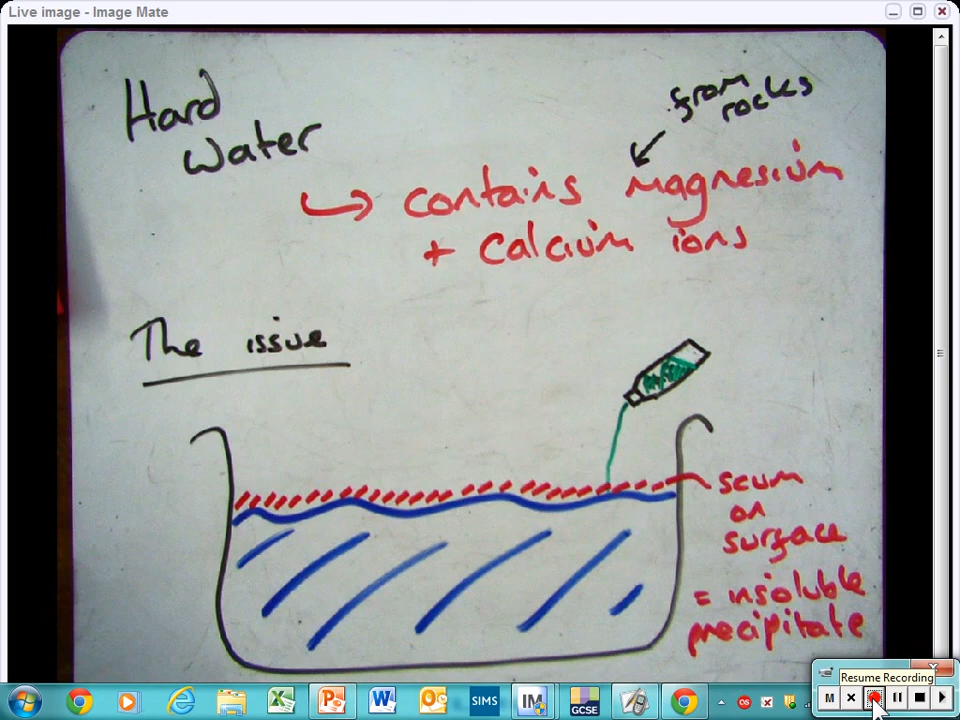 Live image - Image Mate
Hard
water
from
rocks
↪ contains magnesium
+ calcium ions
The issue
scum
on
surface
= insoluble
precipitate
Resume Recording
M
SIMS
IM
GCSE